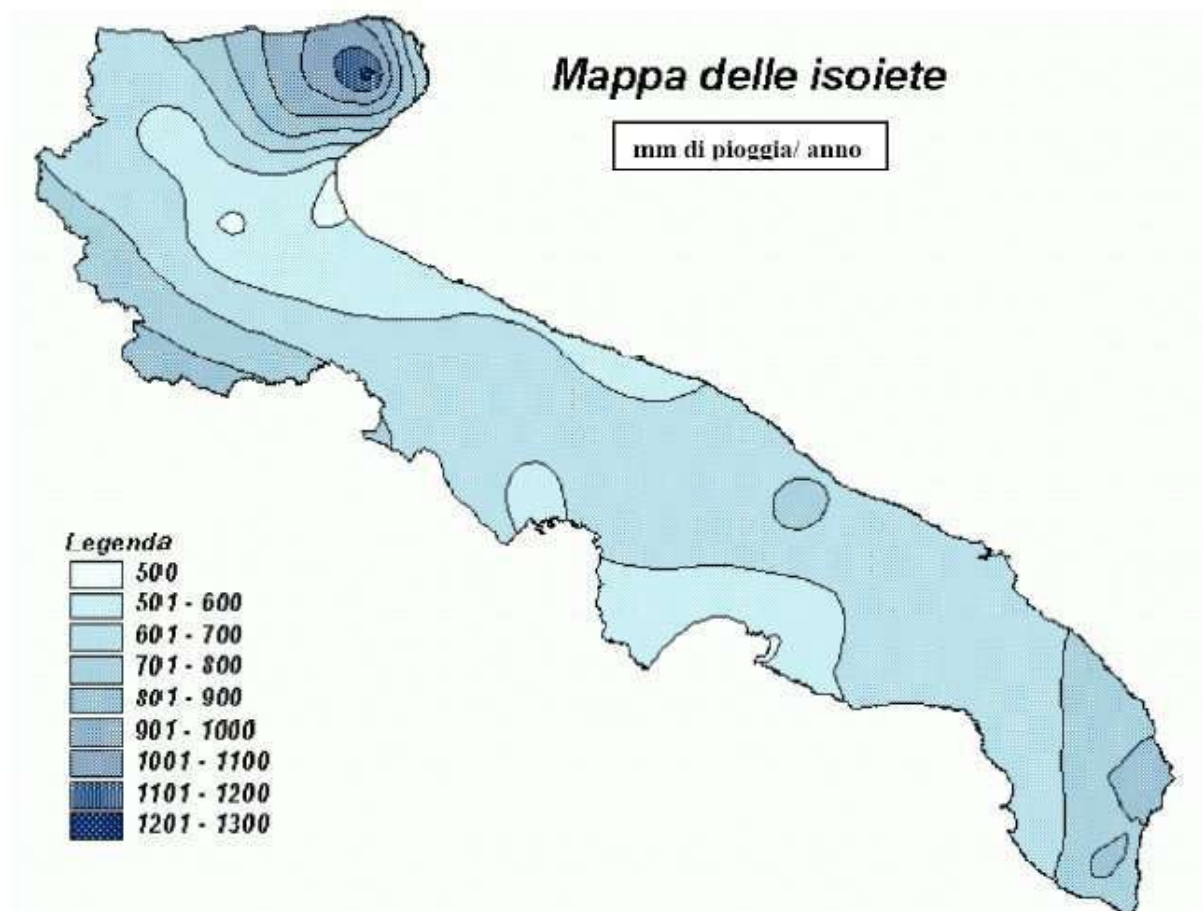 Mappa delle isoiete
mm di pioggia/ anno
Legenda
500
501 - 600
601 - 700
701 - 800
801 - 900
901 - 1000
1001 - 1100
1101 - 1200
1201 - 1300